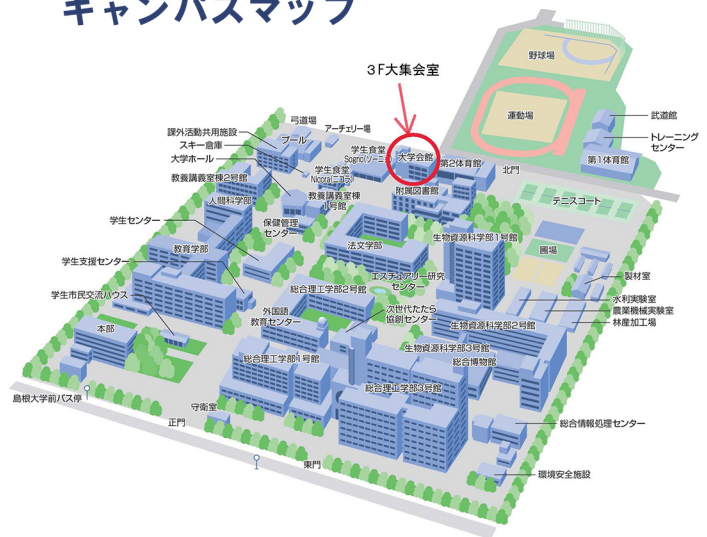 キャンパスマップ
野球場
3F大集会室
運動場
武道館
トレーニング
センター
第1体育館
弓道場
アーチェリー場
課外活動共用施設
プール
スキー倉庫
大学ホール
学生食堂
Sogno(ソーニョ)
大学会館
第2体育館
北門
学生食堂
Nicora(ニコラ)
教養講義室棟2号館
附属図書館
テニスコート
人間科学部
教養講義室棟
1号館
学生センター
保健管理
センター
法文学部
生物資源科学部1号館
教育学部
圃場
学生支援センター
エスチュアリー研究
センター
製材室
総合理工学部2号館
学生市民交流ハウス
外国語
教育センター
次世代たたら
協創センター
水利実験室
農業機械実験室
林産加工場
本部
生物資源科学部2号館
生物資源科学部3号館
総合理工学部1号館
総合博物館
総合理工学部3号館
島根大学前バス停
守衛室
正門
総合情報処理センター
東門
環境安全施設